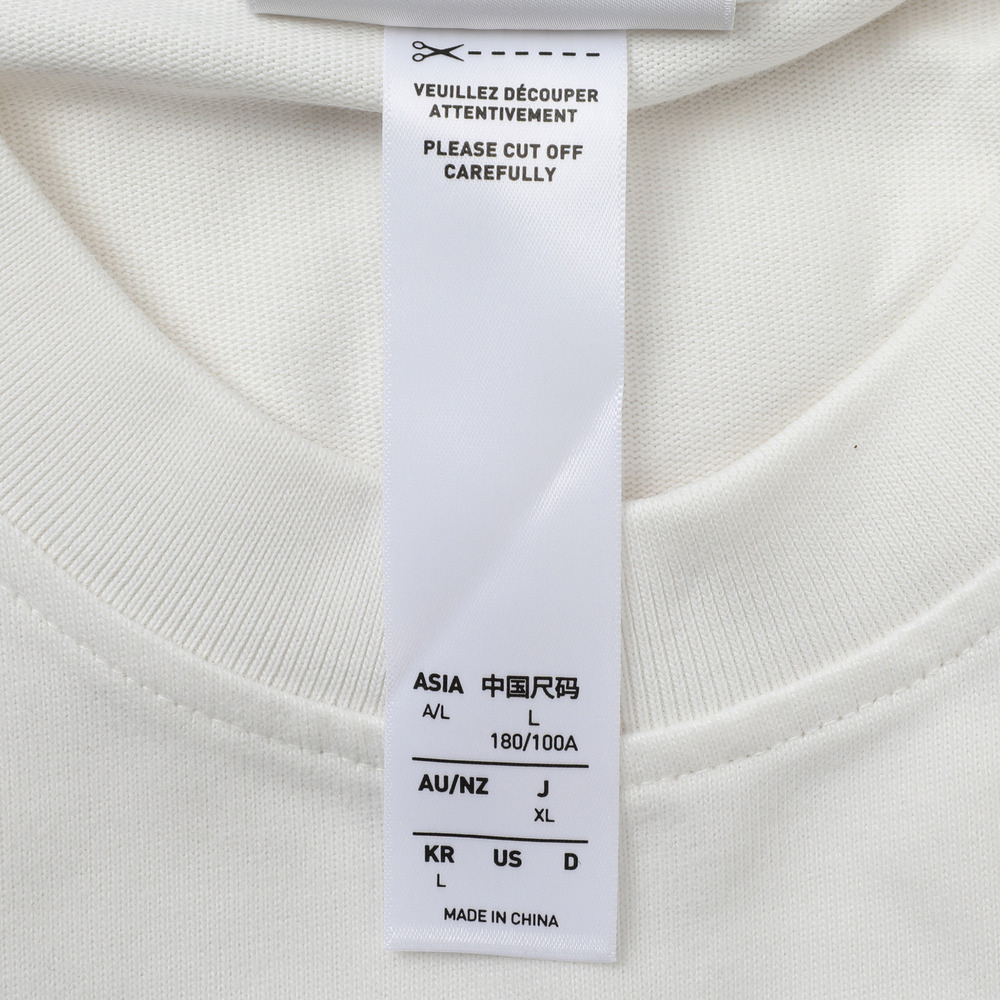 VEUILLEZ DÉCOUPER
ATTENTIVEMENT
PLEASE CUT OFF
CAREFULLY
ASIA 中国尺码
A/L L
180/100A
AU/NZ J
XL
KR US D
L
MADE IN CHINA